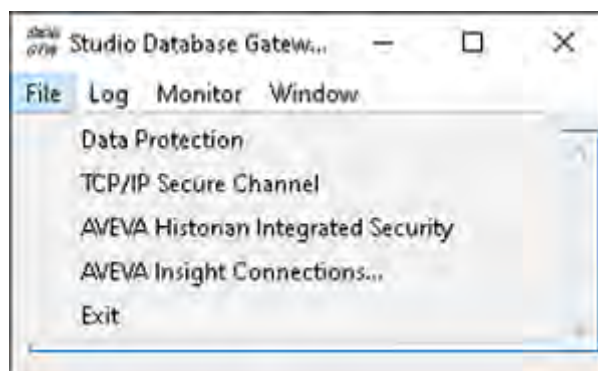 Studio Database Gatew...
File Log Monitor Window
Data Protection
TCP/IP Secure Channel
AVEVA Historian Integrated Security
AVEVA Insight Connections...
Exit